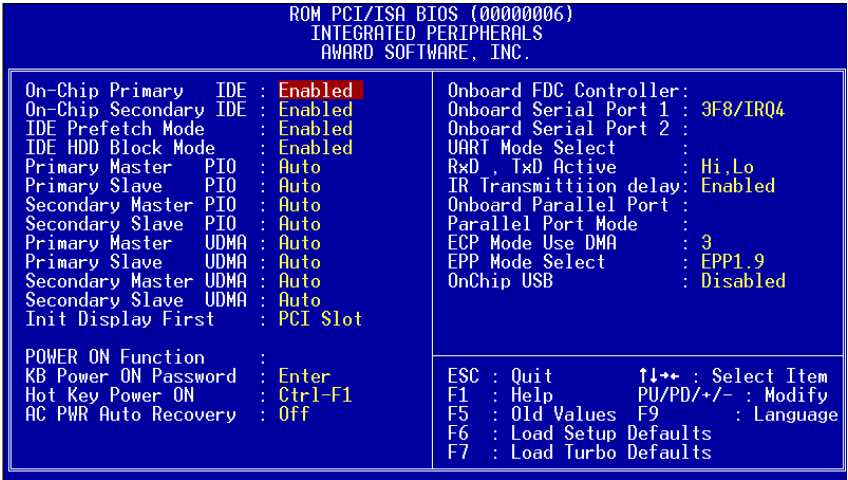 ROM PCI/ISA BIOS (00000006)
INTEGRATED PERIPHERALS
AWARD SOFTWARE, INC.
On-Chip Primary IDE : Enabled
On-Chip Secondary IDE : Enabled
IDE Prefetch Mode : Enabled
IDE HDD Block Mode : Enabled
Primary Master PIO : Auto
Primary Slave PIO : Auto
Secondary Master PIO : Auto
Secondary Slave PIO : Auto
Primary Master UDMA : Auto
Primary Slave UDMA : Auto
Secondary Master UDMA : Auto
Secondary Slave UDMA : Auto
Init Display First : PCI Slot
POWER ON Function :
KB Power ON Password : Enter
Hot Key Power ON : Ctrl-F1
AC PWR Auto Recovery : Off
Onboard FDC Controller:
Onboard Serial Port 1 : 3F8/IRQ4
Onboard Serial Port 2 :
UART Mode Select :
RxD , TxD Active : Hi,Lo
IR Transmittiion delay: Enabled
Onboard Parallel Port :
Parallel Port Mode :
ECP Mode Use DMA : 3
EPP Mode Select : EPP1.9
OnChip USB : Disabled
ESC : Quit ↑↓→← : Select Item
F1 : Help PU/PD/+/- : Modify
F5 : Old Values F9 : Language
F6 : Load Setup Defaults
F7 : Load Turbo Defaults